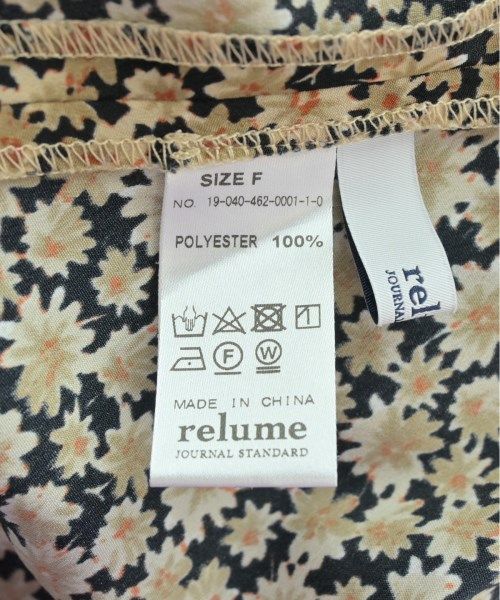 SIZE F
NO. 19-040-462-0001-1-0
POLYESTER 100%
F W
MADE IN CHINA
relume
JOURNAL STANDARD
rel
JOURNAL